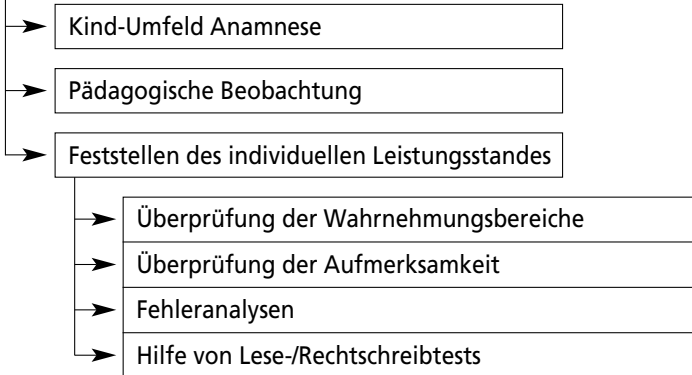 Kind-Umfeld Anamnese
Pädagogische Beobachtung
Feststellen des individuellen Leistungsstandes
Überprüfung der Wahrnehmungsbereiche
Überprüfung der Aufmerksamkeit
Fehleranalysen
Hilfe von Lese-/Rechtschreibtests